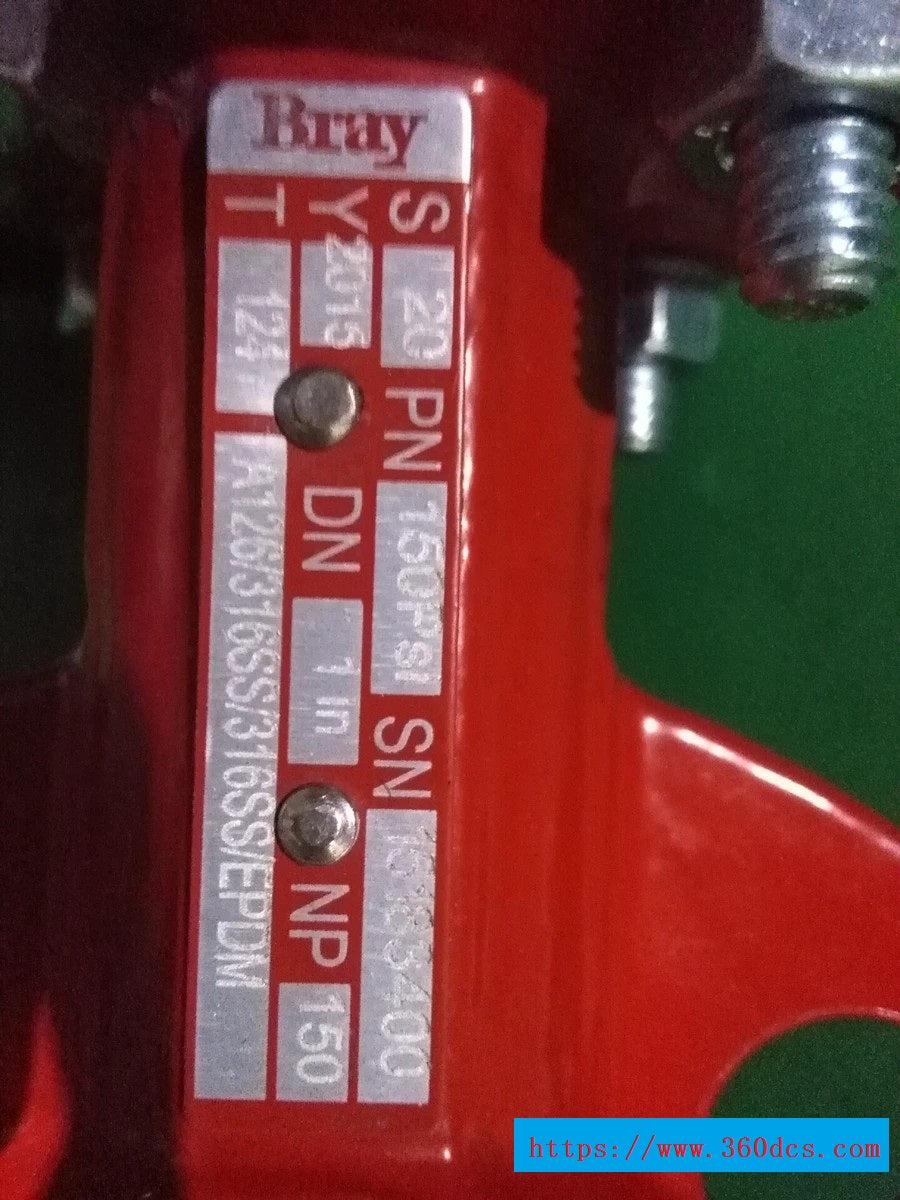 Bray
S 20 PN 150Psi SN
Y 2015 DN 1 in NP 150
T A126/316SS/316SS/EPDM
https://www.360dcs.com